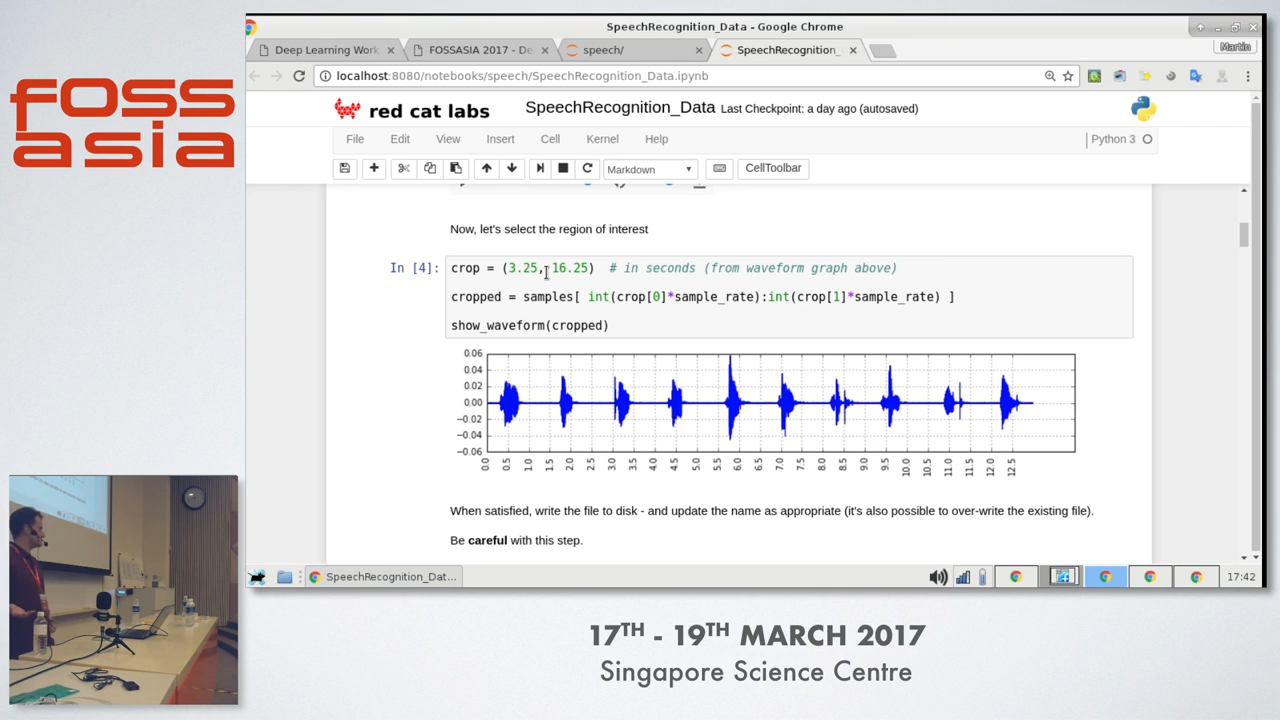 foss
asia
SpeechRecognition_Data - Google Chrome
Deep Learning Work
FOSSASIA 2017 - De
speech/
SpeechRecognition_
Martin
localhost:8080/notebooks/speech/SpeechRecognition_Data.ipynb
red cat labs
SpeechRecognition_Data Last Checkpoint: a day ago (autosaved)
File Edit View Insert Cell Kernel Help
Python 3
Markdown
CellToolbar
Now, let's select the region of interest
In [4]:
crop = (3.25, 16.25)  # in seconds (from waveform graph above)
cropped = samples[ int(crop[0]*sample_rate):int(crop[1]*sample_rate) ]
show_waveform(cropped)
0.06
0.04
0.02
0.00
−0.02
−0.04
−0.06
0.0 0.5 1.0 1.5 2.0 2.5 3.0 3.5 4.0 4.5 5.0 5.5 6.0 6.5 7.0 7.5 8.0 8.5 9.0 9.5 10.0 10.5 11.0 11.5 12.0 12.5
When satisfied, write the file to disk - and update the name as appropriate (it's also possible to over-write the existing file).
Be careful with this step.
SpeechRecognition_Dat...
17:42
17TH - 19TH MARCH 2017
Singapore Science Centre